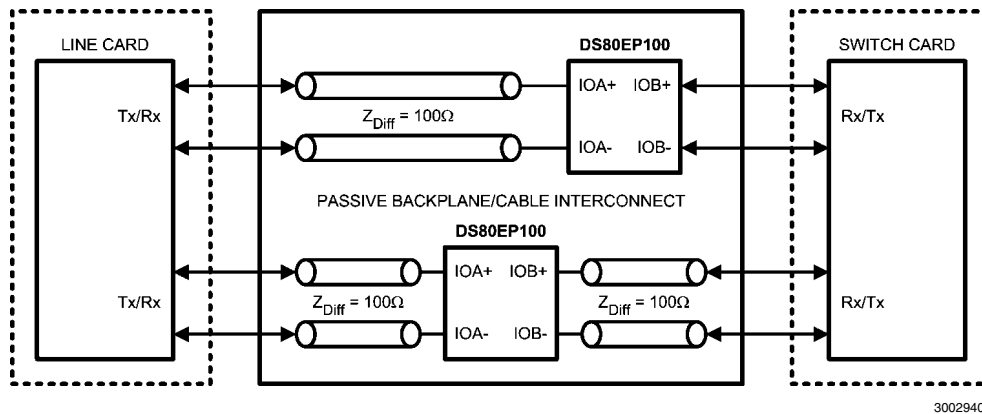 LINE CARD
DS80EP100
SWITCH CARD
IOA+ IOB+
Tx/Rx
ZDiff = 100Ω
Rx/Tx
IOA- IOB-
PASSIVE BACKPLANE/CABLE INTERCONNECT
DS80EP100
IOA+ IOB+
Tx/Rx
ZDiff = 100Ω
ZDiff = 100Ω
Rx/Tx
IOA- IOB-